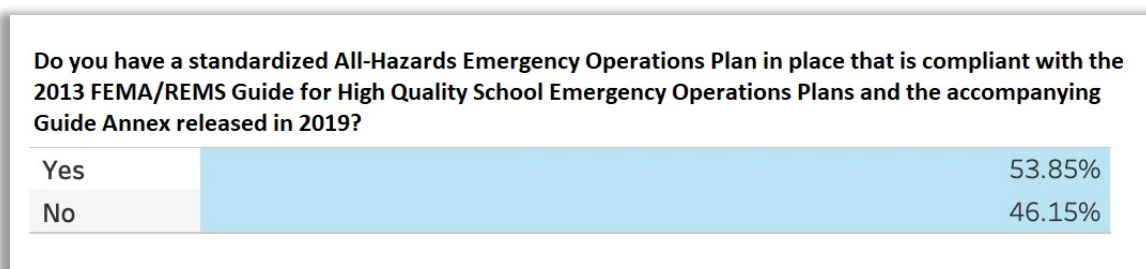 Do you have a standardized All-Hazards Emergency Operations Plan in place that is compliant with the
2013 FEMA/REMS Guide for High Quality School Emergency Operations Plans and the accompanying
Guide Annex released in 2019?
Yes 53.85%
No 46.15%